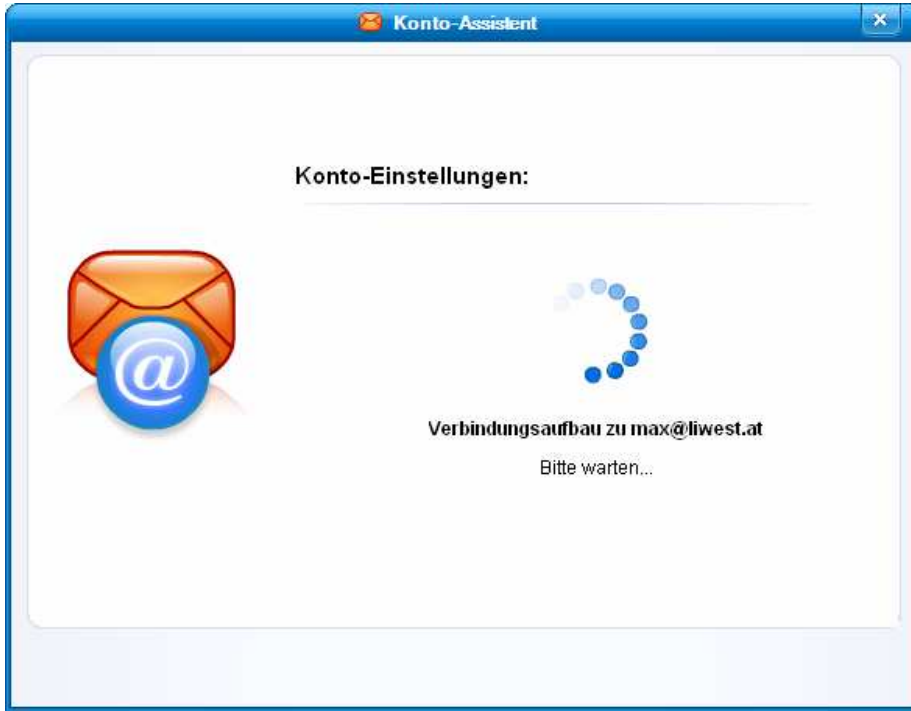 Konto-Assistent
Konto-Einstellungen:
@
Verbindungsaufbau zu max@liwest.at
Bitte warten...